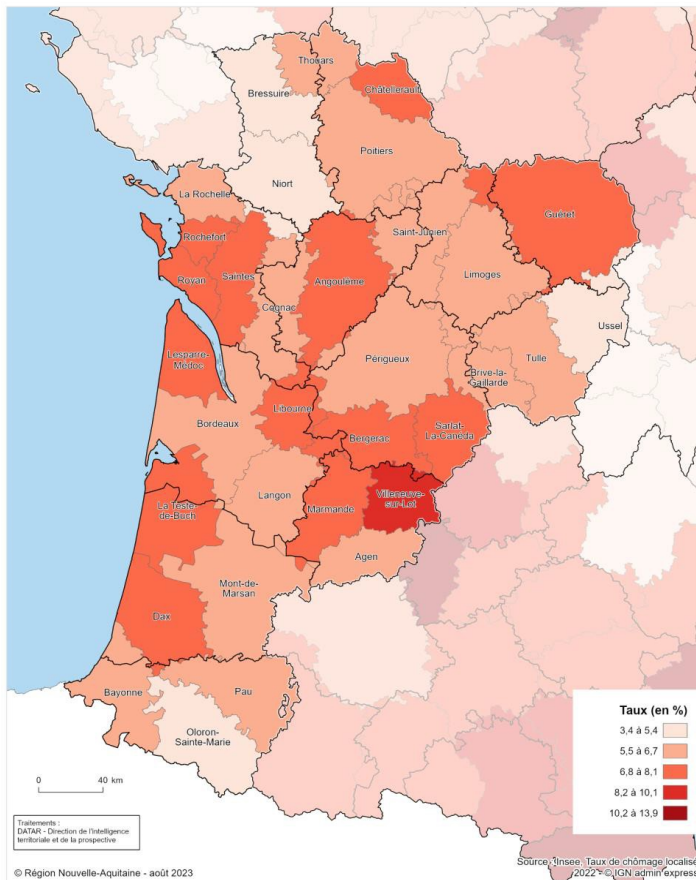 Thouars
Châtellerault
Bressuire
Poitiers
Niort
La Rochelle
Guéret
Saint-Junien
Rochefort
Limoges
Saintes
Royan
Angoulême
Cognac
Ussel
Lesparre-
Médoc
Périgueux
Tulle
Brive-la-
Gaillarde
Libourne
Bordeaux
Sarlat-
La-Canéda
Bergerac
Langon
Villeneuve-
sur-Lot
Marmande
La Teste-
de-Buch
Agen
Mont-de-
Marsan
Dax
Bayonne
Pau
Oloron-
Sainte-Marie
Taux (en %)
3,4 à 5,4
5,5 à 6,7
6,8 à 8,1
8,2 à 10,1
10,2 à 13,9
0 40 km
Traitements :
DATAR - Direction de l'intelligence
territoriale et de la prospective
Source : Insee, Taux de chômage localisé
© Région Nouvelle-Aquitaine - août 2023
2022 - © IGN admin express